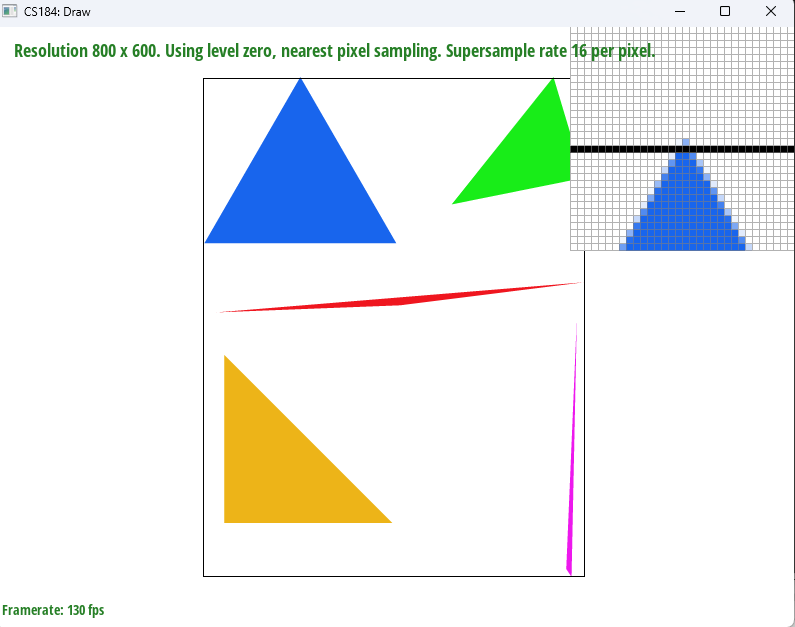 CS184: Draw
Resolution 800 x 600. Using level zero, nearest pixel sampling. Supersample rate 16 per pixel.
Framerate: 130 fps